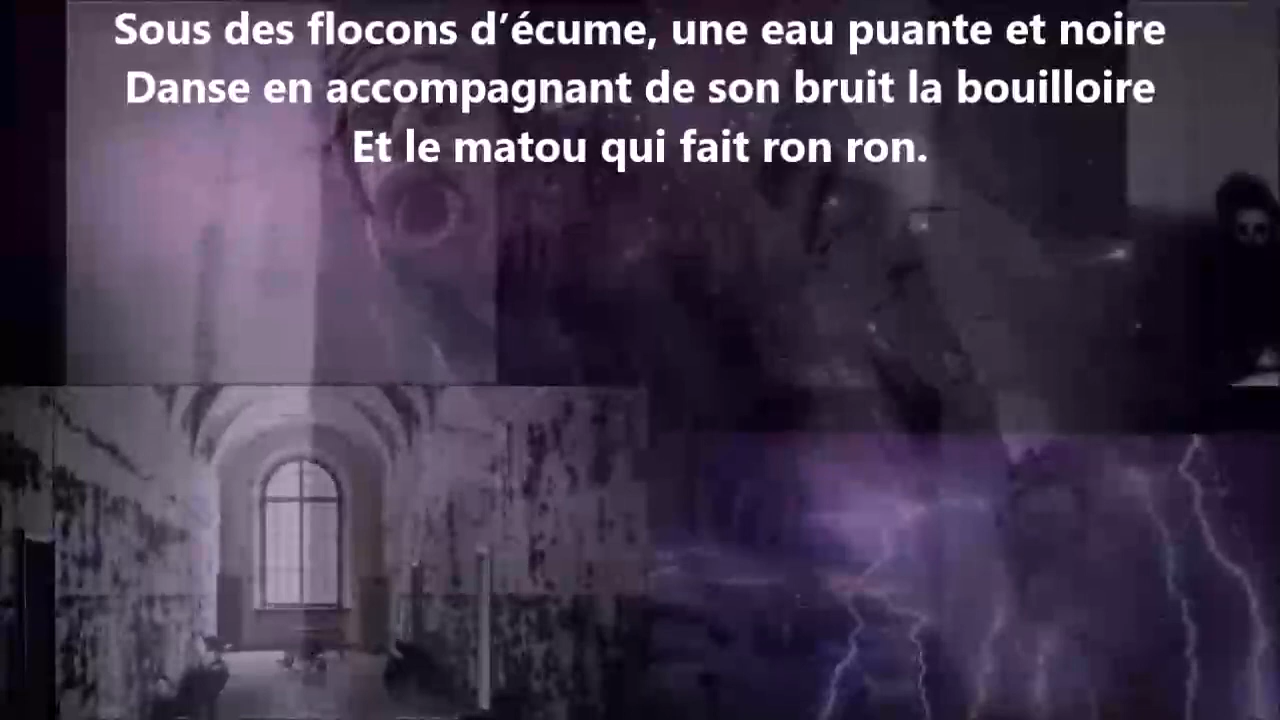 Sous des flocons d’écume, une eau puante et noire
Danse en accompagnant de son bruit la bouilloire
Et le matou qui fait ron ron.